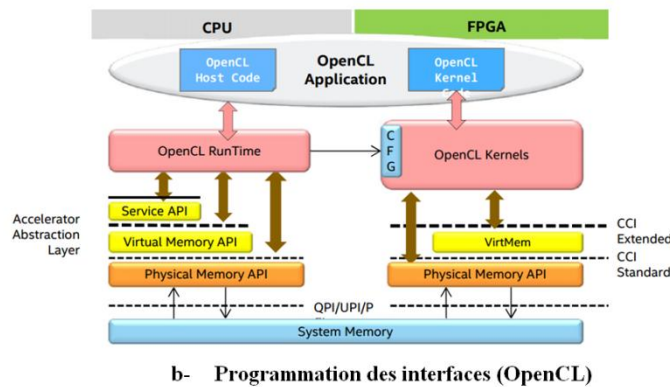 CPU
FPGA
OpenCL
Host Code
OpenCL
Application
OpenCL
Kernel
OpenCL RunTime
C
F
G
OpenCL Kernels
Accelerator
Abstraction
Layer
Service API
Virtual Memory API
Physical Memory API
VirtMem
Physical Memory API
CCI
Extended
CCI
Standard
QPI/UPI/P
System Memory
b- Programmation des interfaces (OpenCL)